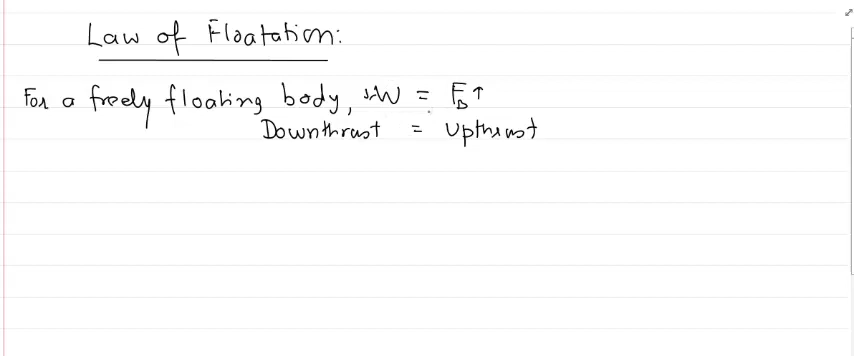 Law of Floatation:
For a freely floating body, ↓W = F_B↑
Downthrust = Upthrust